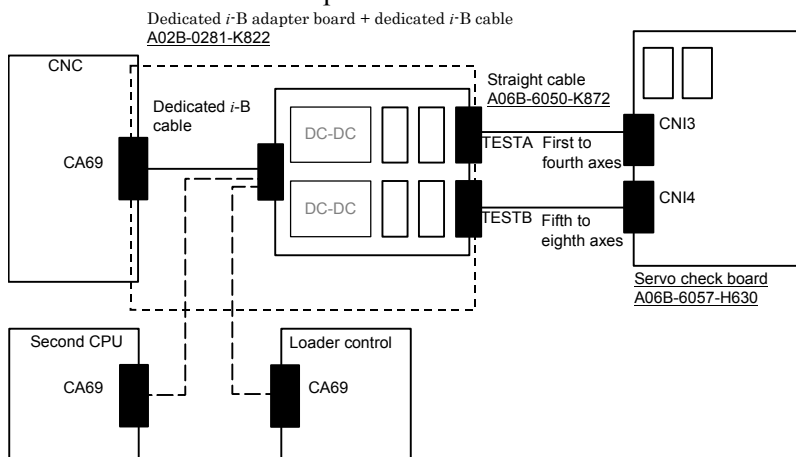 Dedicated i-B adapter board + dedicated i-B cable
A02B-0281-K822
CNC
Dedicated i-B
cable
CA69
DC-DC
DC-DC
Straight cable
A06B-6050-K872
TESTA
First to
fourth axes
CNI3
TESTB
Fifth to
eighth axes
CNI4
Servo check board
A06B-6057-H630
Second CPU
CA69
Loader control
CA69